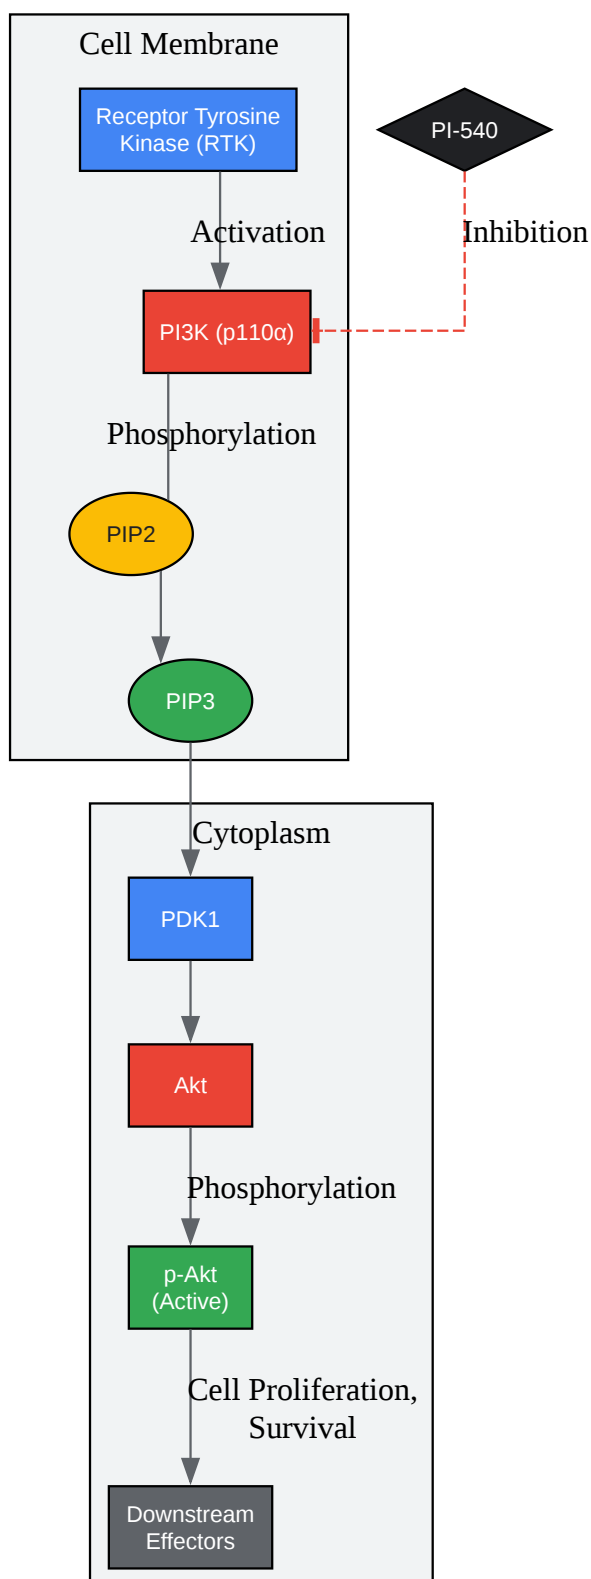 Cell Membrane
Receptor Tyrosine
Kinase (RTK)
PI-540
Activation
Inhibition
PI3K (p110α)
Phosphorylation
PIP2
PIP3
Cytoplasm
PDK1
Akt
Phosphorylation
p-Akt
(Active)
Cell Proliferation,
Survival
Downstream
Effectors